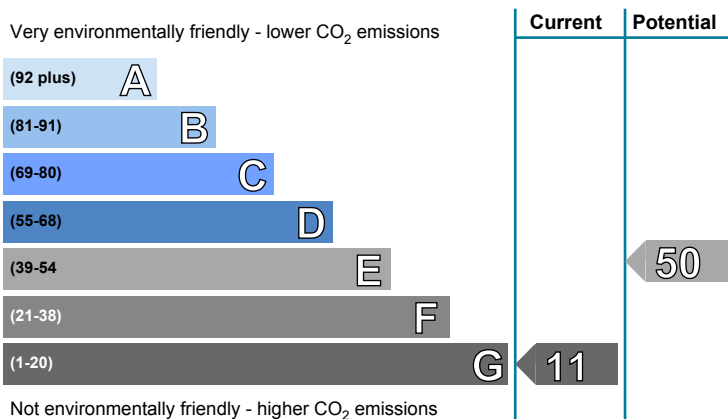 Very environmentally friendly - lower CO₂ emissions
Current
Potential
(92 plus) A
(81-91) B
(69-80) C
(55-68) D
(39-54 E
50
(21-38) F
(1-20) G
11
Not environmentally friendly - higher CO₂ emissions